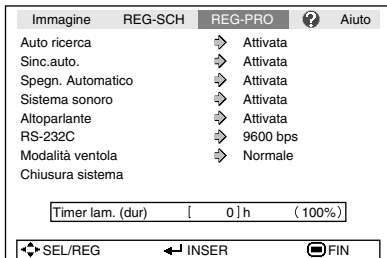 Immagine REG-SCH REG-PRO ? Aiuto
Auto ricerca Attivata
Sinc.auto. Attivata
Spegn. Automatico Attivata
Sistema sonoro Attivata
Altoparlante Attivata
RS-232C 9600 bps
Modalità ventola Normale
Chiusura sistema
Timer lam. (dur) [ 0 ] h (100%)
SEL/REG INSER FIN